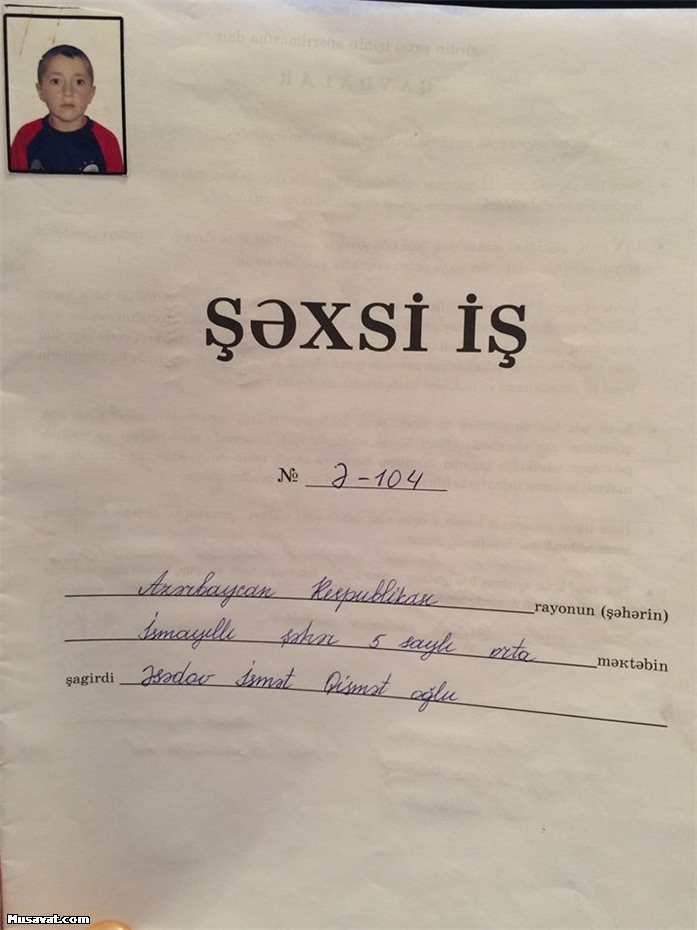 ŞƏXSİ İŞ
№ Ə-104
Azərbaycan Respublikası rayonun (şəhərin)
İsmayıllı şəhər 5 saylı orta məktəbin
şagirdi Əsədov İsmət Qismət oğlu
Musavat.com